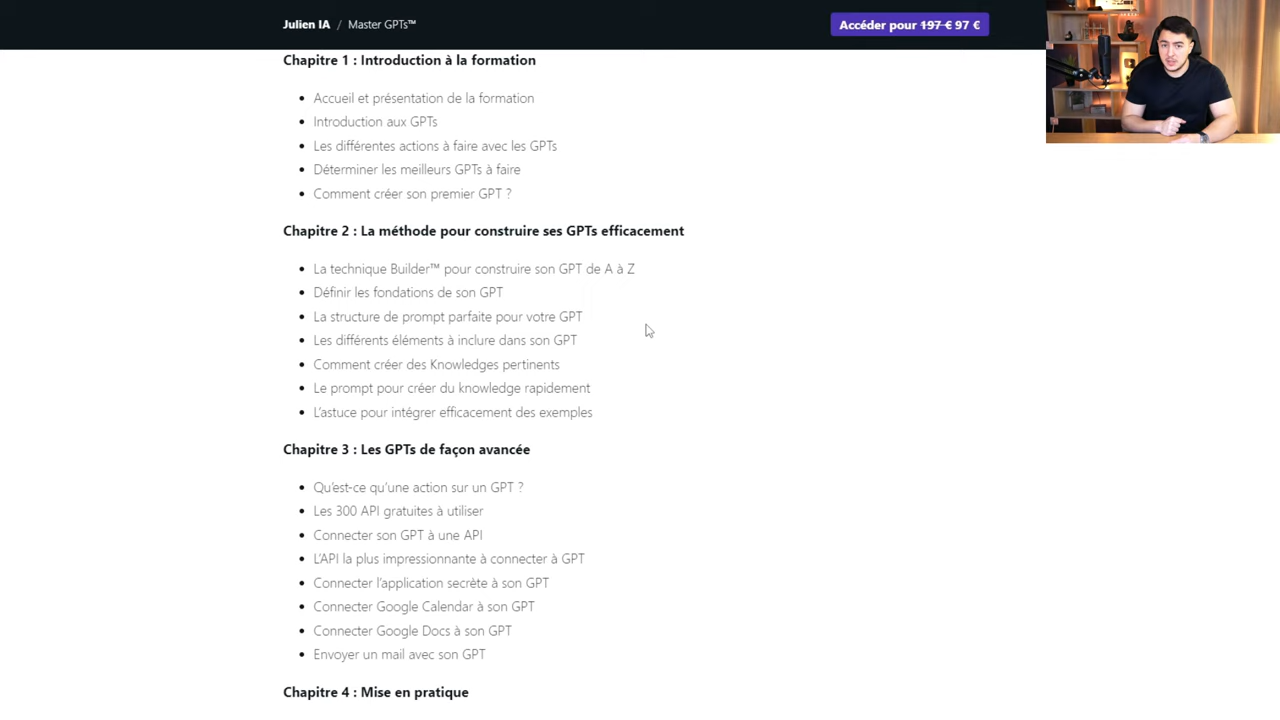 Julien IA / Master GPTs™
Accéder pour 197 € 97 €
Chapitre 1 : Introduction à la formation
• Accueil et présentation de la formation
• Introduction aux GPTs
• Les différentes actions à faire avec les GPTs
• Déterminer les meilleurs GPTs à faire
• Comment créer son premier GPT ?
Chapitre 2 : La méthode pour construire ses GPTs efficacement
• La technique Builder™ pour construire son GPT de A à Z
• Définir les fondations de son GPT
• La structure de prompt parfaite pour votre GPT
• Les différents éléments à inclure dans son GPT
• Comment créer des Knowledges pertinents
• Le prompt pour créer du knowledge rapidement
• L’astuce pour intégrer efficacement des exemples
Chapitre 3 : Les GPTs de façon avancée
• Qu’est-ce qu’une action sur un GPT ?
• Les 300 API gratuites à utiliser
• Connecter son GPT à une API
• L’API la plus impressionnante à connecter à GPT
• Connecter l’application secrète à son GPT
• Connecter Google Calendar à son GPT
• Connecter Google Docs à son GPT
• Envoyer un mail avec son GPT
Chapitre 4 : Mise en pratique